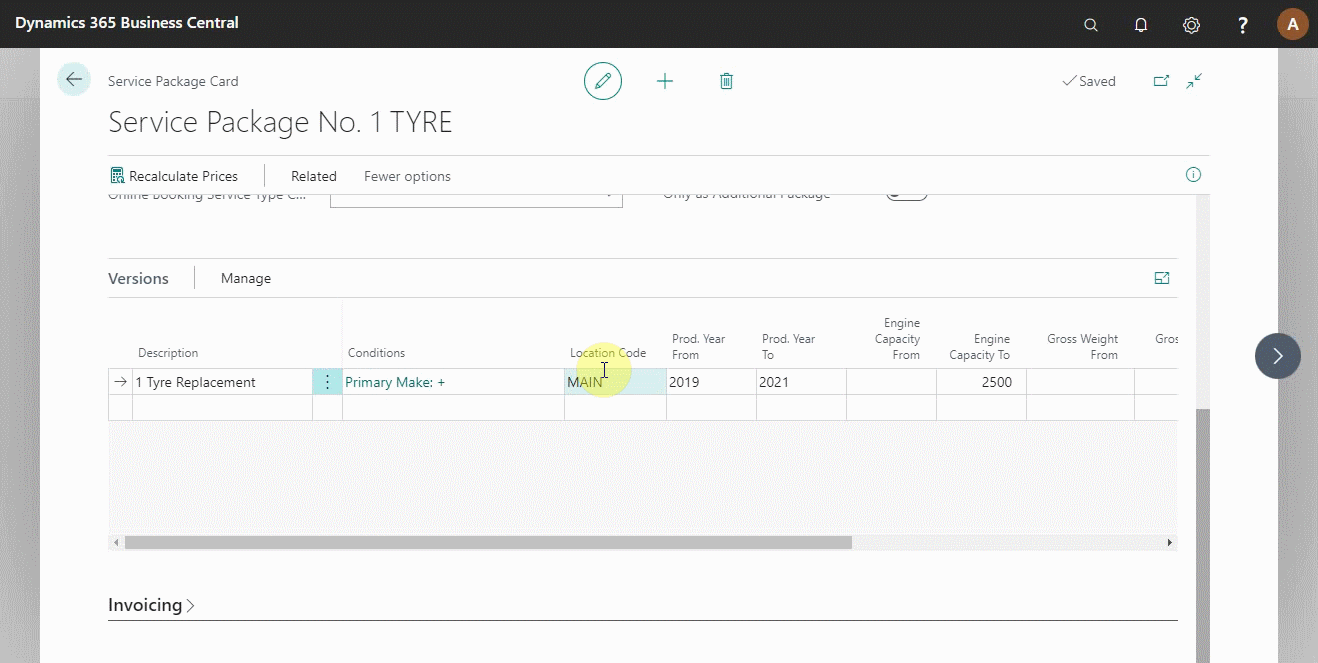 Dynamics 365 Business Central
? A
Service Package Card
Saved
Service Package No. 1 TYRE
Recalculate Prices Related Fewer options
Online Booking Service Type C... Only as Additional Package
Versions Manage
Description Conditions Location Code Prod. Year From Prod. Year To Engine Capacity From Engine Capacity To Gross Weight From Gros
1 Tyre Replacement Primary Make: + MAIN 2019 2021 2500
Invoicing